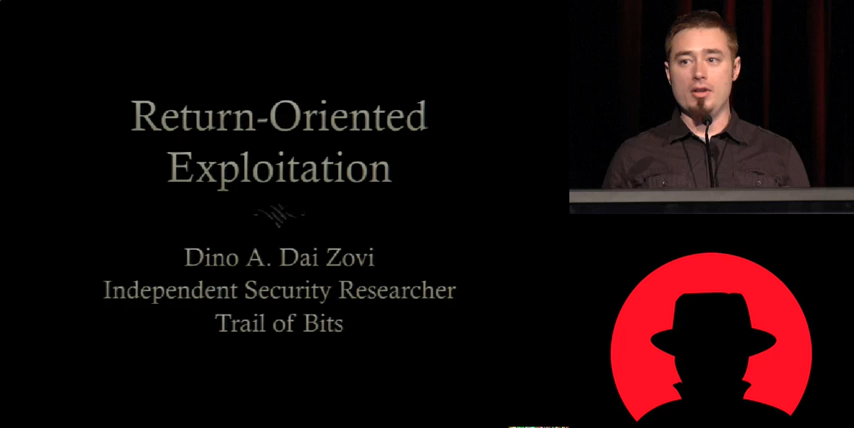 Return-Oriented
Exploitation
Dino A. Dai Zovi
Independent Security Researcher
Trail of Bits